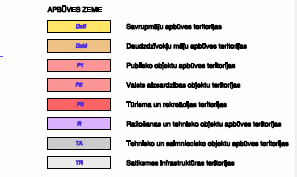 APBŪVES ZEME
DzS Savrupmāju apbūves teritorijas
DzM Daudzdzīvokļu māju apbūves teritorijas
P1 Publisko objektu apbūves teritorijas
P2 Valsts aizsardzības objektu teritorijas
P3 Tūrisma un rekreācijas teritorijas
R Ražošanas un tehnisko objektu apbūves teritorijas
TA Tehnisko un saimniecisko objektu apbūves teritorijas
TR Satiksmes infrastruktūras teritorijas